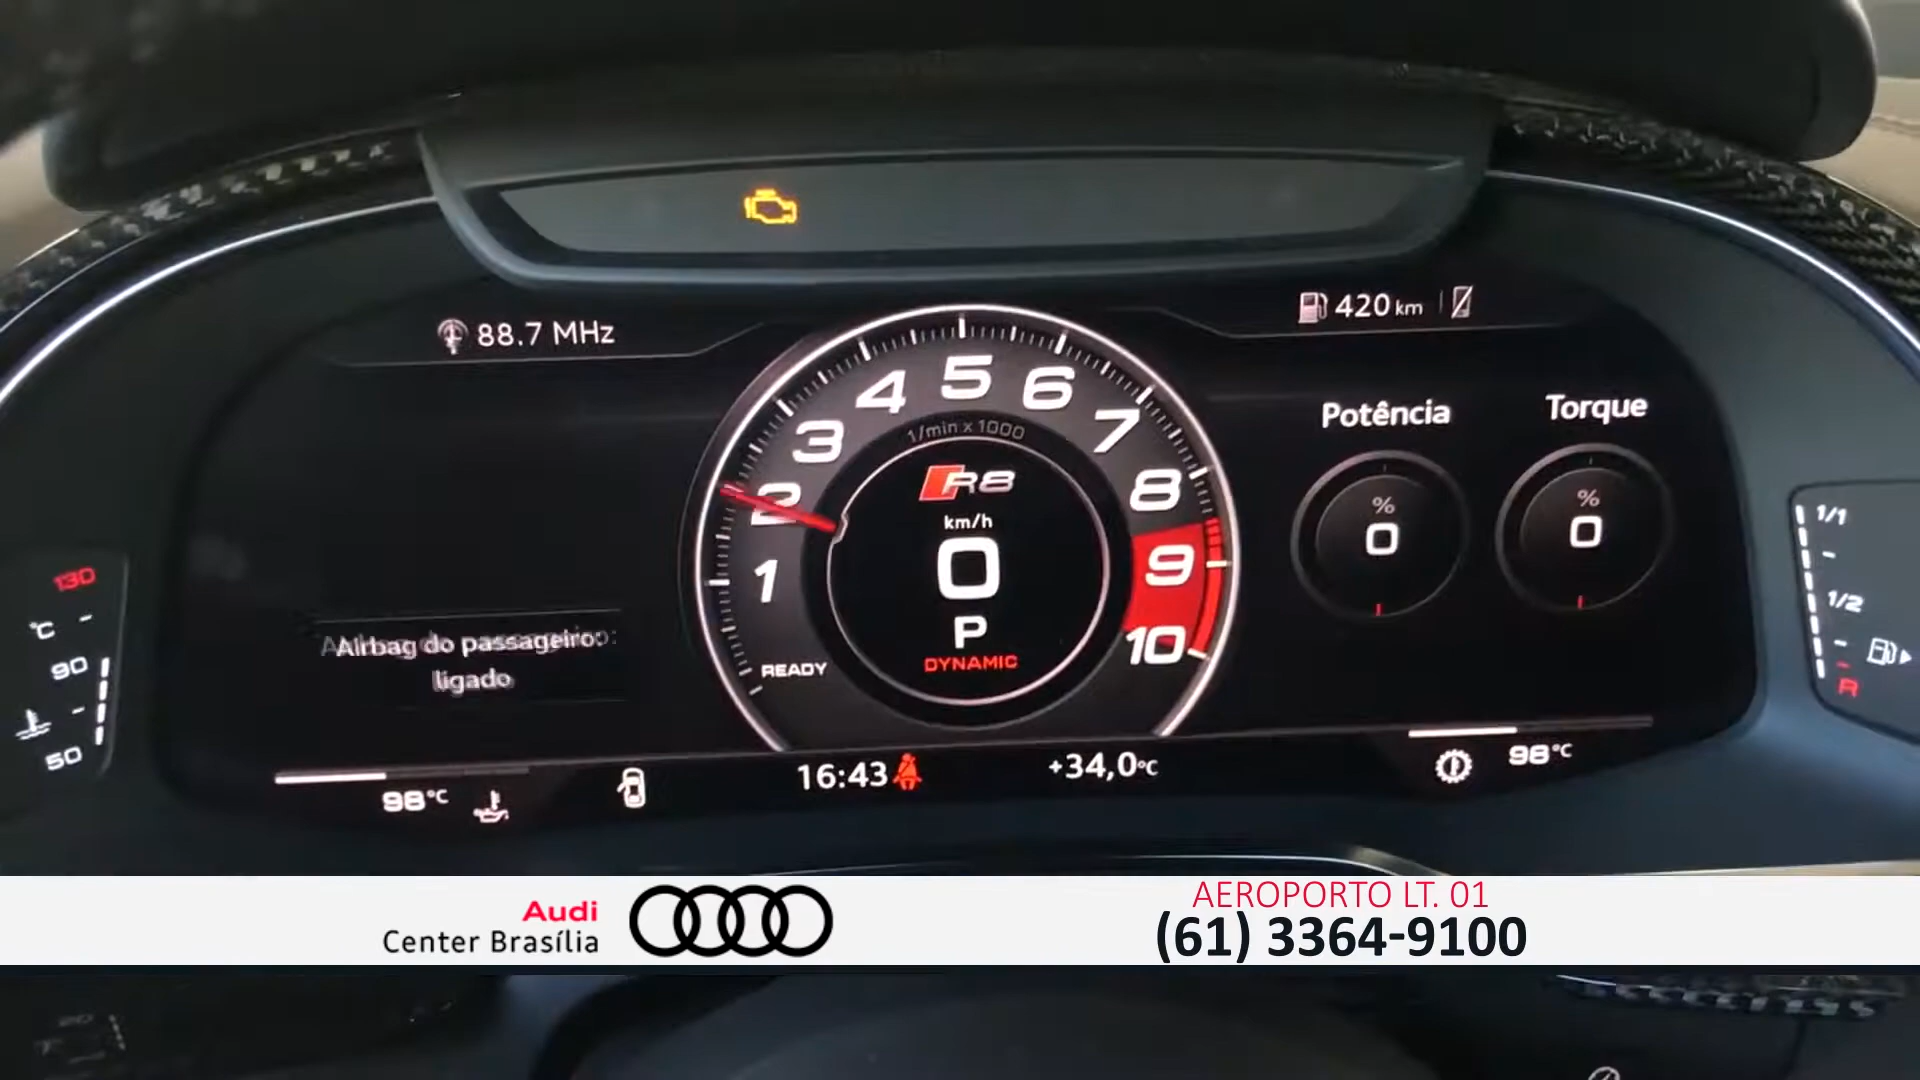 88.7 MHz
420 km
1
2
3
4
5
6
7
8
9
10
1/min x 1000
R8
km/h
0
P
DYNAMIC
READY
Potência
%
0
Torque
%
0
Airbag do passageiro:
ligado
130
°C
90
50
1/1
1/2
R
98°C
16:43
+34,0°C
98°C
Audi
Center Brasília
AEROPORTO LT. 01
(61) 3364-9100